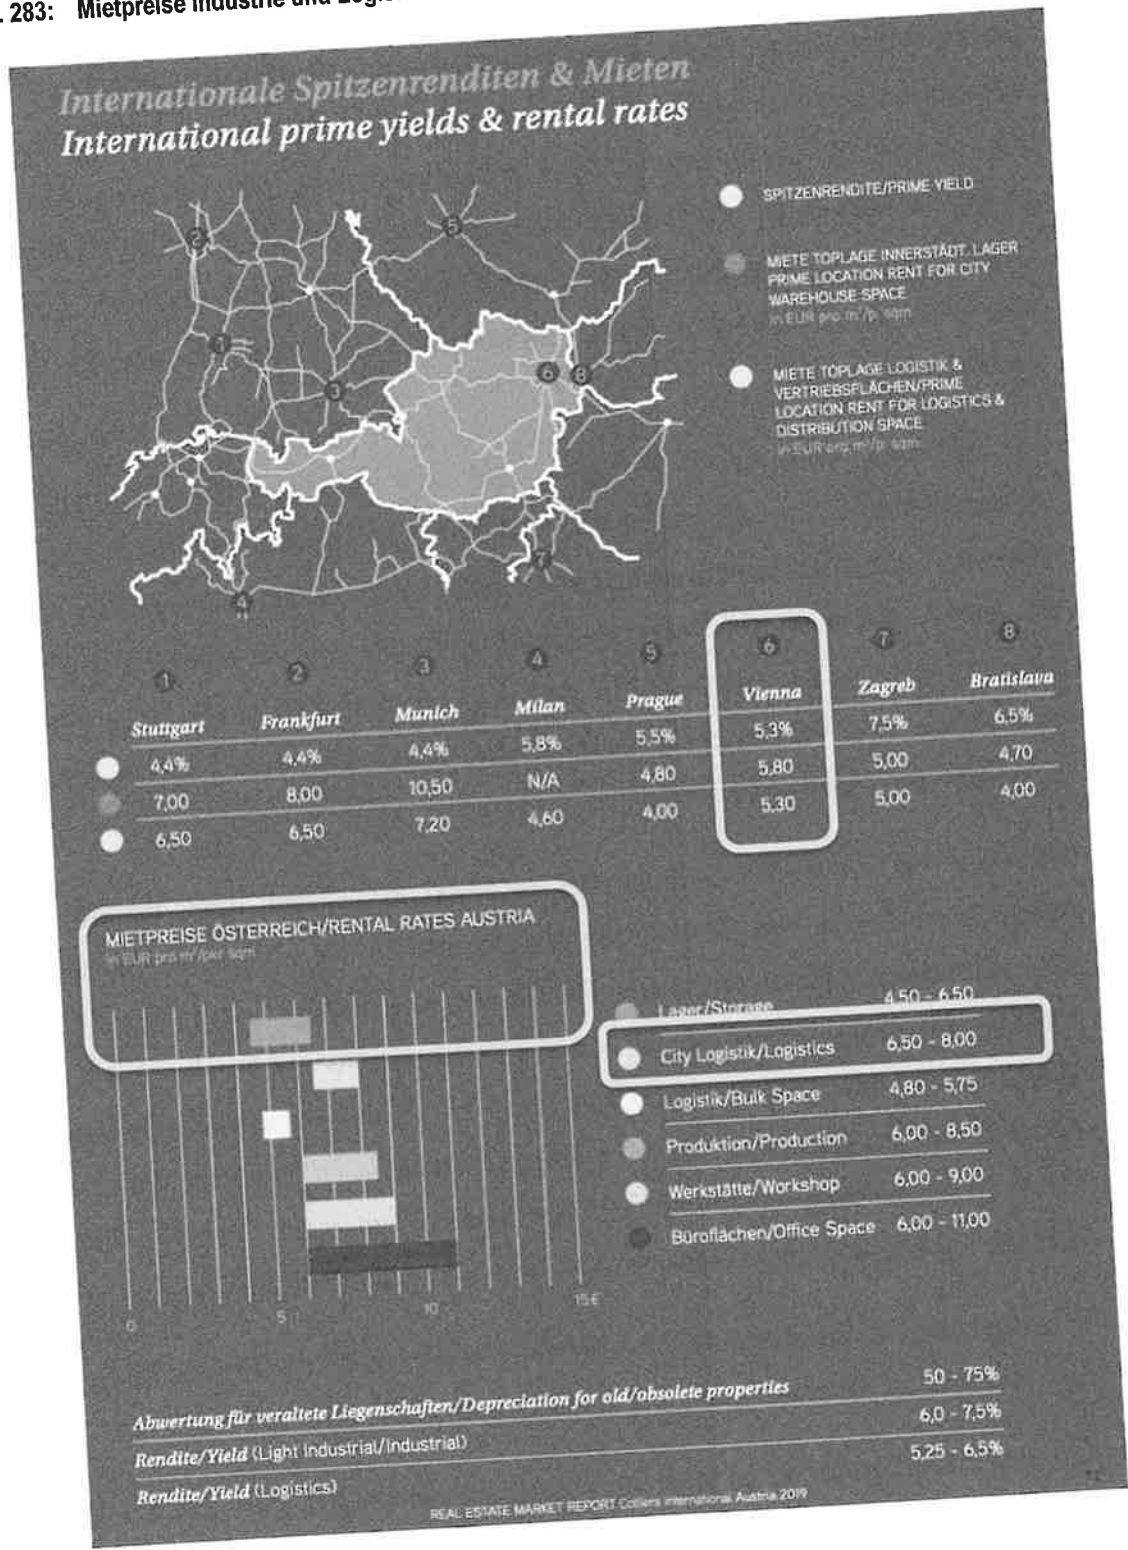 . 283: Mietpreise Industrie und
Internationale Spitzenrenditen & Mieten
International prime yields & rental rates
SPITZENRENDITE/PRIME YIELD
MIETE TOPLAGE INNERSTÄDT. LAGER
PRIME LOCATION RENT FOR CITY
WAREHOUSE SPACE
in EUR pro m²/p. sqm
MIETE TOPLAGE LOGISTIK &
VERTRIEBSFLÄCHEN/PRIME
LOCATION RENT FOR LOGISTICS &
DISTRIBUTION SPACE
in EUR pro m²/p. sqm
2
5
1
3
6 8
7
4
1 2 3 4 5 6 7 8
Stuttgart Frankfurt Munich Milan Prague Vienna Zagreb Bratislava
4,4% 4,4% 4,4% 5,8% 5,5% 5,3% 7,5% 6,5%
7,00 8,00 10,50 N/A 4,80 5,80 5,00 4,70
6,50 6,50 7,20 4,60 4,00 5,30 5,00 4,00
MIETPREISE ÖSTERREICH/RENTAL RATES AUSTRIA
in EUR pro m²/per sqm
Lager/Storage 4,50 - 6,50
City Logistik/Logistics 6,50 - 8,00
Logistik/Bulk Space 4,80 - 5,75
Produktion/Production 6,00 - 8,50
Werkstätte/Workshop 6,00 - 9,00
Büroflächen/Office Space 6,00 - 11,00
0 5 10 15€
Abwertung für veraltete Liegenschaften/Depreciation for old/obsolete properties 50 - 75%
Rendite/Yield (Light Industrial/Industrial) 6,0 - 7,5%
Rendite/Yield (Logistics) 5,25 - 6,5%
REAL ESTATE MARKET REPORT Colliers International Austria 2019